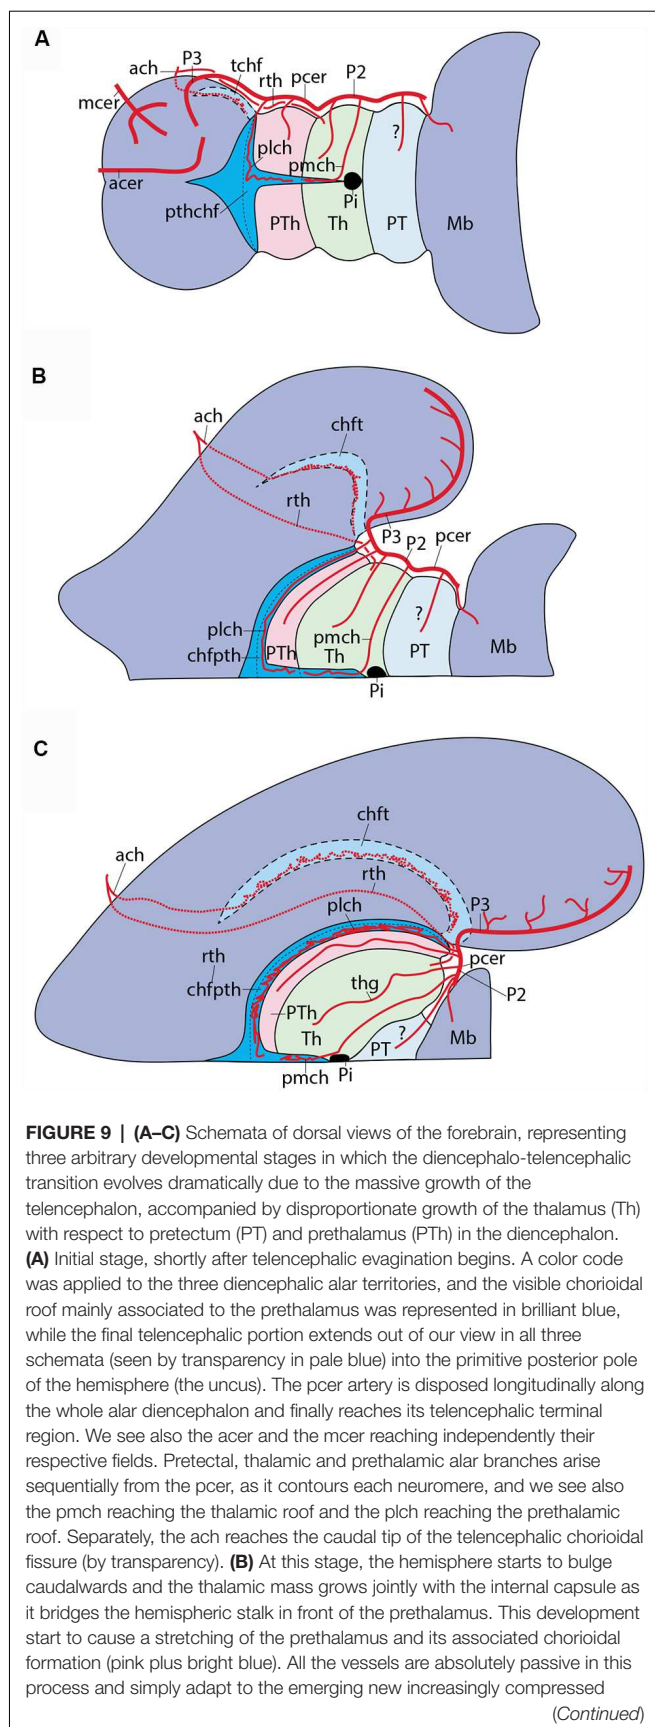 A
ach
P3
tchf
rth
pcer
P2
mcer
?
plch
pmch
acer
Pi
pthchf
PTh
Th
PT
Mb
B
ach
chft
rth
P3
P2
pcer
?
plch
pmch
chfpth
PTh
Th
PT
Mb
Pi
C
chft
ach
rth
P3
plch
rth
pcer
chfpth
thg
P2
PTh
?
Th
PT
Mb
pmch
Pi
FIGURE 9 | (A–C) Schemata of dorsal views of the forebrain, representing
three arbitrary developmental stages in which the diencephalo-telencephalic
transition evolves dramatically due to the massive growth of the
telencephalon, accompanied by disproportionate growth of the thalamus (Th)
with respect to pretectum (PT) and prethalamus (PTh) in the diencephalon.
(A) Initial stage, shortly after telencephalic evagination begins. A color code
was applied to the three diencephalic alar territories, and the visible chorioidal
roof mainly associated to the prethalamus was represented in brilliant blue,
while the final telencephalic portion extends out of our view in all three
schemata (seen by transparency in pale blue) into the primitive posterior pole
of the hemisphere (the uncus). The pcer artery is disposed longitudinally along
the whole alar diencephalon and finally reaches its telencephalic terminal
region. We see also the acer and the mcer reaching independently their
respective fields. Pretectal, thalamic and prethalamic alar branches arise
sequentially from the pcer, as it contours each neuromere, and we see also
the pmch reaching the thalamic roof and the plch reaching the prethalamic
roof. Separately, the ach reaches the caudal tip of the telencephalic chorioidal
fissure (by transparency). (B) At this stage, the hemisphere starts to bulge
caudalwards and the thalamic mass grows jointly with the internal capsule as
it bridges the hemispheric stalk in front of the prethalamus. This development
start to cause a stretching of the prethalamus and its associated chorioidal
formation (pink plus bright blue). All the vessels are absolutely passive in this
process and simply adapt to the emerging new increasingly compressed
(Continued)